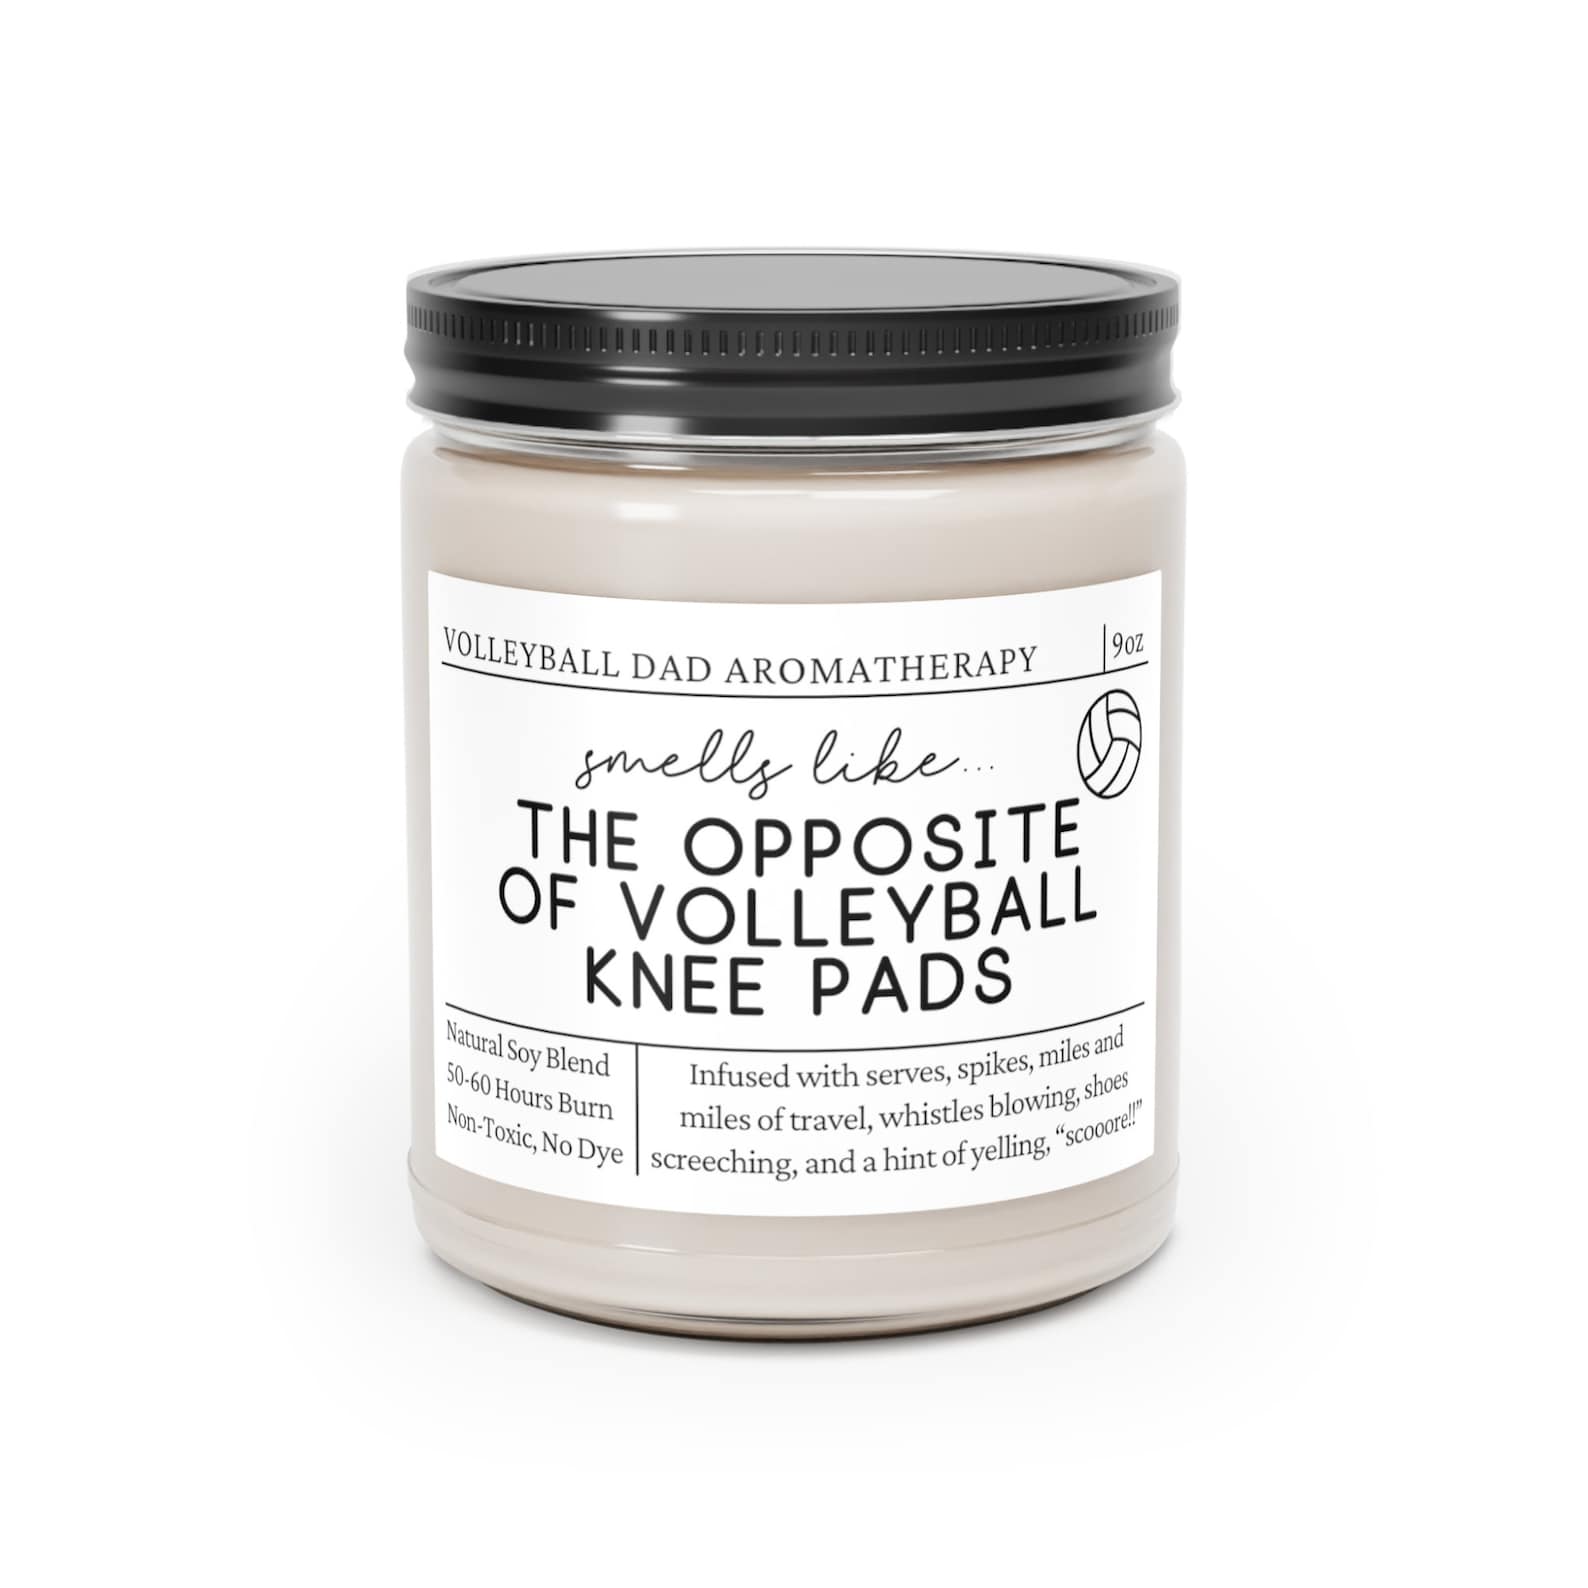 VOLLEYBALL DAD AROMATHERAPY | 9oz
smells like...
THE OPPOSITE
OF VOLLEYBALL
KNEE PADS
Natural Soy Blend
50-60 Hours Burn
Non-Toxic, No Dye
Infused with serves, spikes, miles and
miles of travel, whistles blowing, shoes
screeching, and a hint of yelling, “scooore!!”